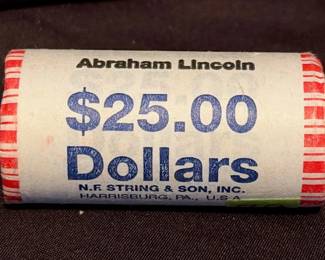 Abraham Lincoln
$25.00
Dollars
N.F. STRING & SON, INC.
HARRISBURG, PA., U.S.A.